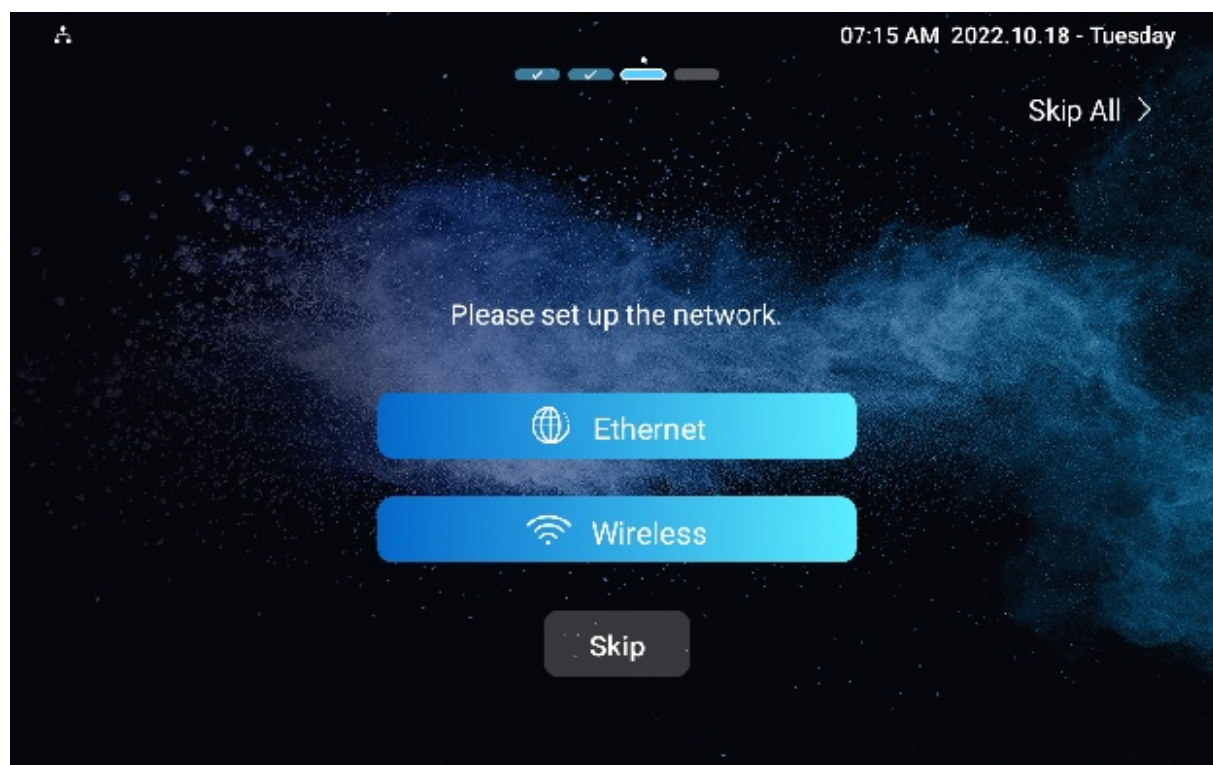 07:15 AM 2022.10.18 - Tuesday
Skip All
Please set up the network.
Ethernet
Wireless
Skip